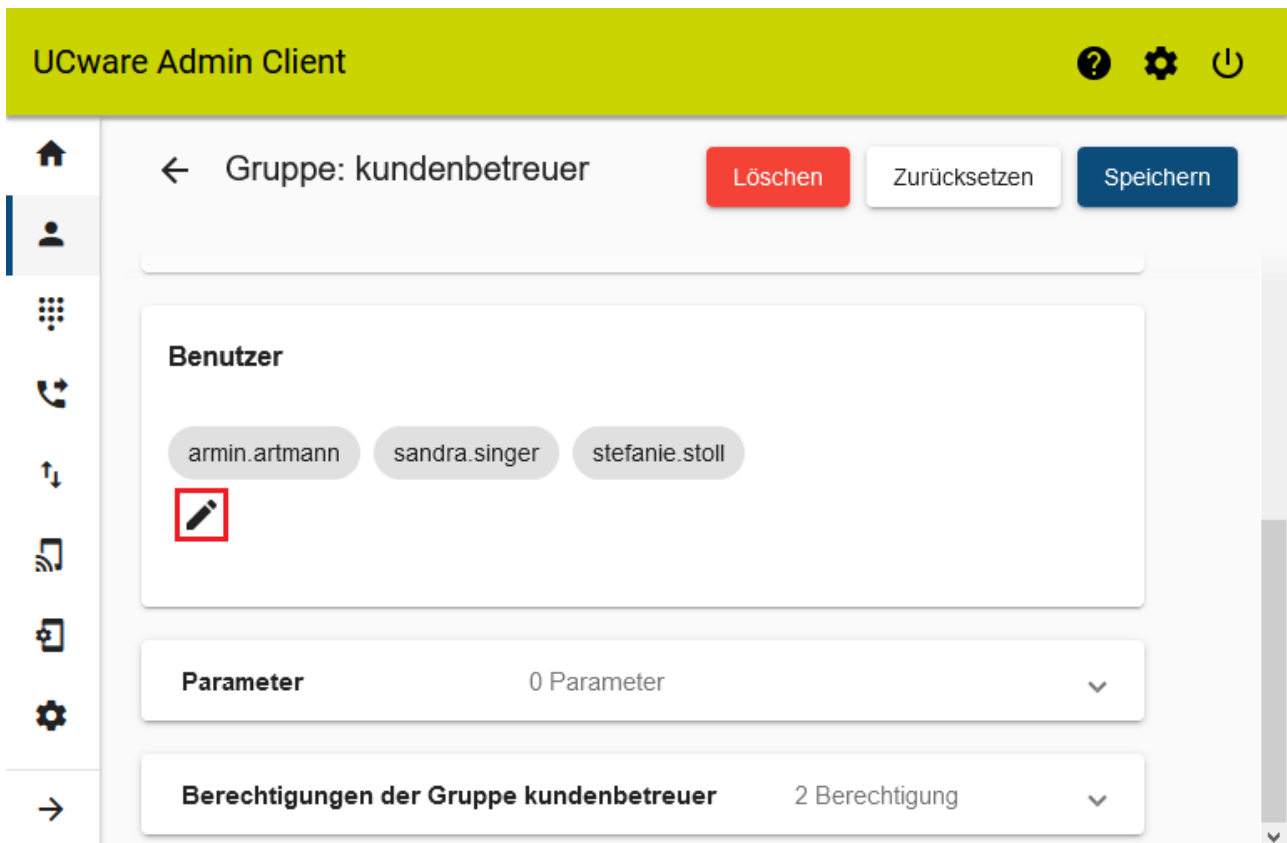 UCware Admin Client
Gruppe: kundenbetreuer
Löschen
Zurücksetzen
Speichern
Benutzer
armin.artmann
sandra.singer
stefanie.stoll
Parameter
0 Parameter
Berechtigungen der Gruppe kundenbetreuer
2 Berechtigung